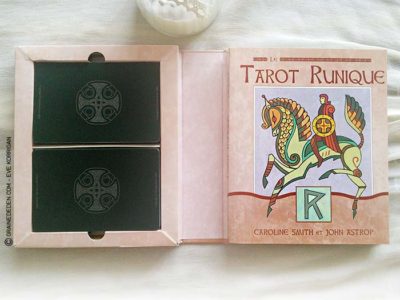 Le
TAROT RUNIQUE
R
CAROLINE SMITH ET JOHN ASTROP
© GRAINEDEDEN.COM - EVE KORRIGAN